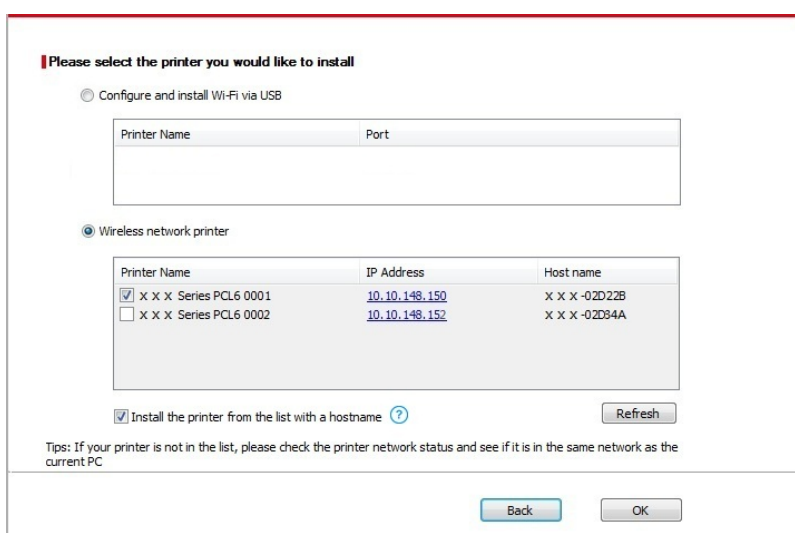 Please select the printer you would like to install
Configure and install Wi-Fi via USB
Printer Name Port
Wireless network printer
Printer Name IP Address Host name
X X X Series PCL6 0001 10.10.148.150 X X X -02D22B
X X X Series PCL6 0002 10.10.148.152 X X X -02D84A
Install the printer from the list with a hostname ? Refresh
Tips: If your printer is not in the list, please check the printer network status and see if it is in the same network as the
current PC
Back OK